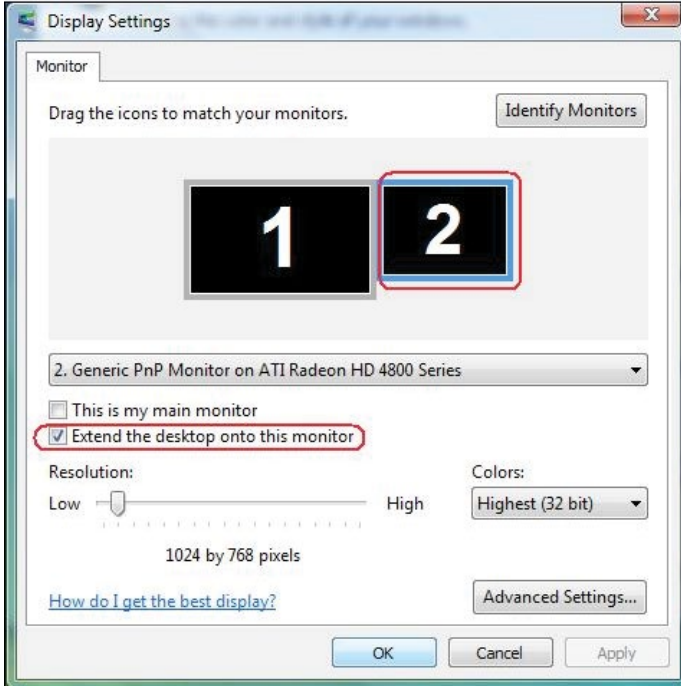 Display Settings
Monitor
Drag the icons to match your monitors.
Identify Monitors
1
2
2. Generic PnP Monitor on ATI Radeon HD 4800 Series
This is my main monitor
Extend the desktop onto this monitor
Resolution:
Colors:
Low
High
Highest (32 bit)
1024 by 768 pixels
How do I get the best display?
Advanced Settings...
OK
Cancel
Apply